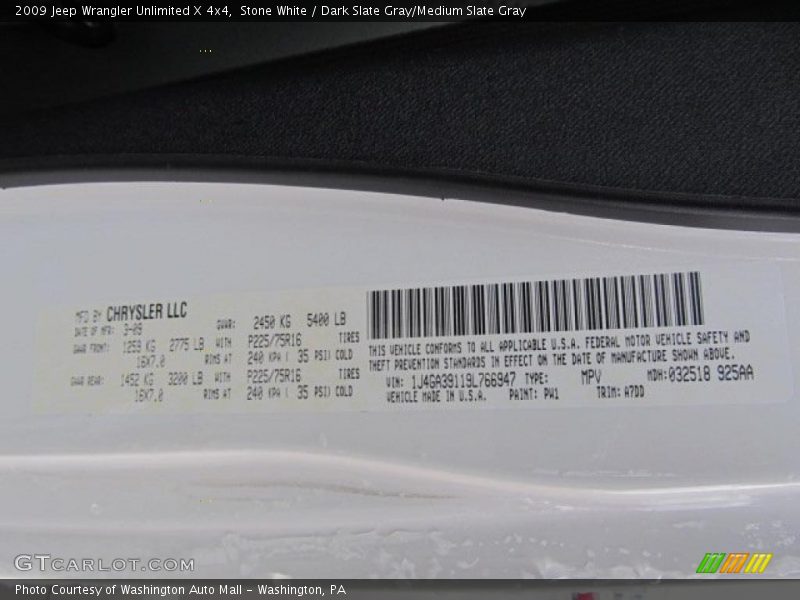 2009 Jeep Wrangler Unlimited X 4x4, Stone White / Dark Slate Gray/Medium Slate Gray
MFD BY CHRYSLER LLC
DATE OF MFR: 3-09 GVWR: 2450 KG 5400 LB
GAWR FRONT: 1259 KG 2775 LB WITH P225/75R16 TIRES
16X7.0 RIMS AT 240 KPA ( 35 PSI) COLD
GAWR REAR: 1452 KG 3200 LB WITH P225/75R16 TIRES
16X7.0 RIMS AT 240 KPA ( 35 PSI) COLD
THIS VEHICLE CONFORMS TO ALL APPLICABLE U.S.A. FEDERAL MOTOR VEHICLE SAFETY AND
THEFT PREVENTION STANDARDS IN EFFECT ON THE DATE OF MANUFACTURE SHOWN ABOVE.
VIN: 1J4GA39119L766947 TYPE: MPV MDH:032518 925AA
VEHICLE MADE IN U.S.A. PAINT: PW1 TRIM: A7DD
GTCARLOT.COM
Photo Courtesy of Washington Auto Mall - Washington, PA